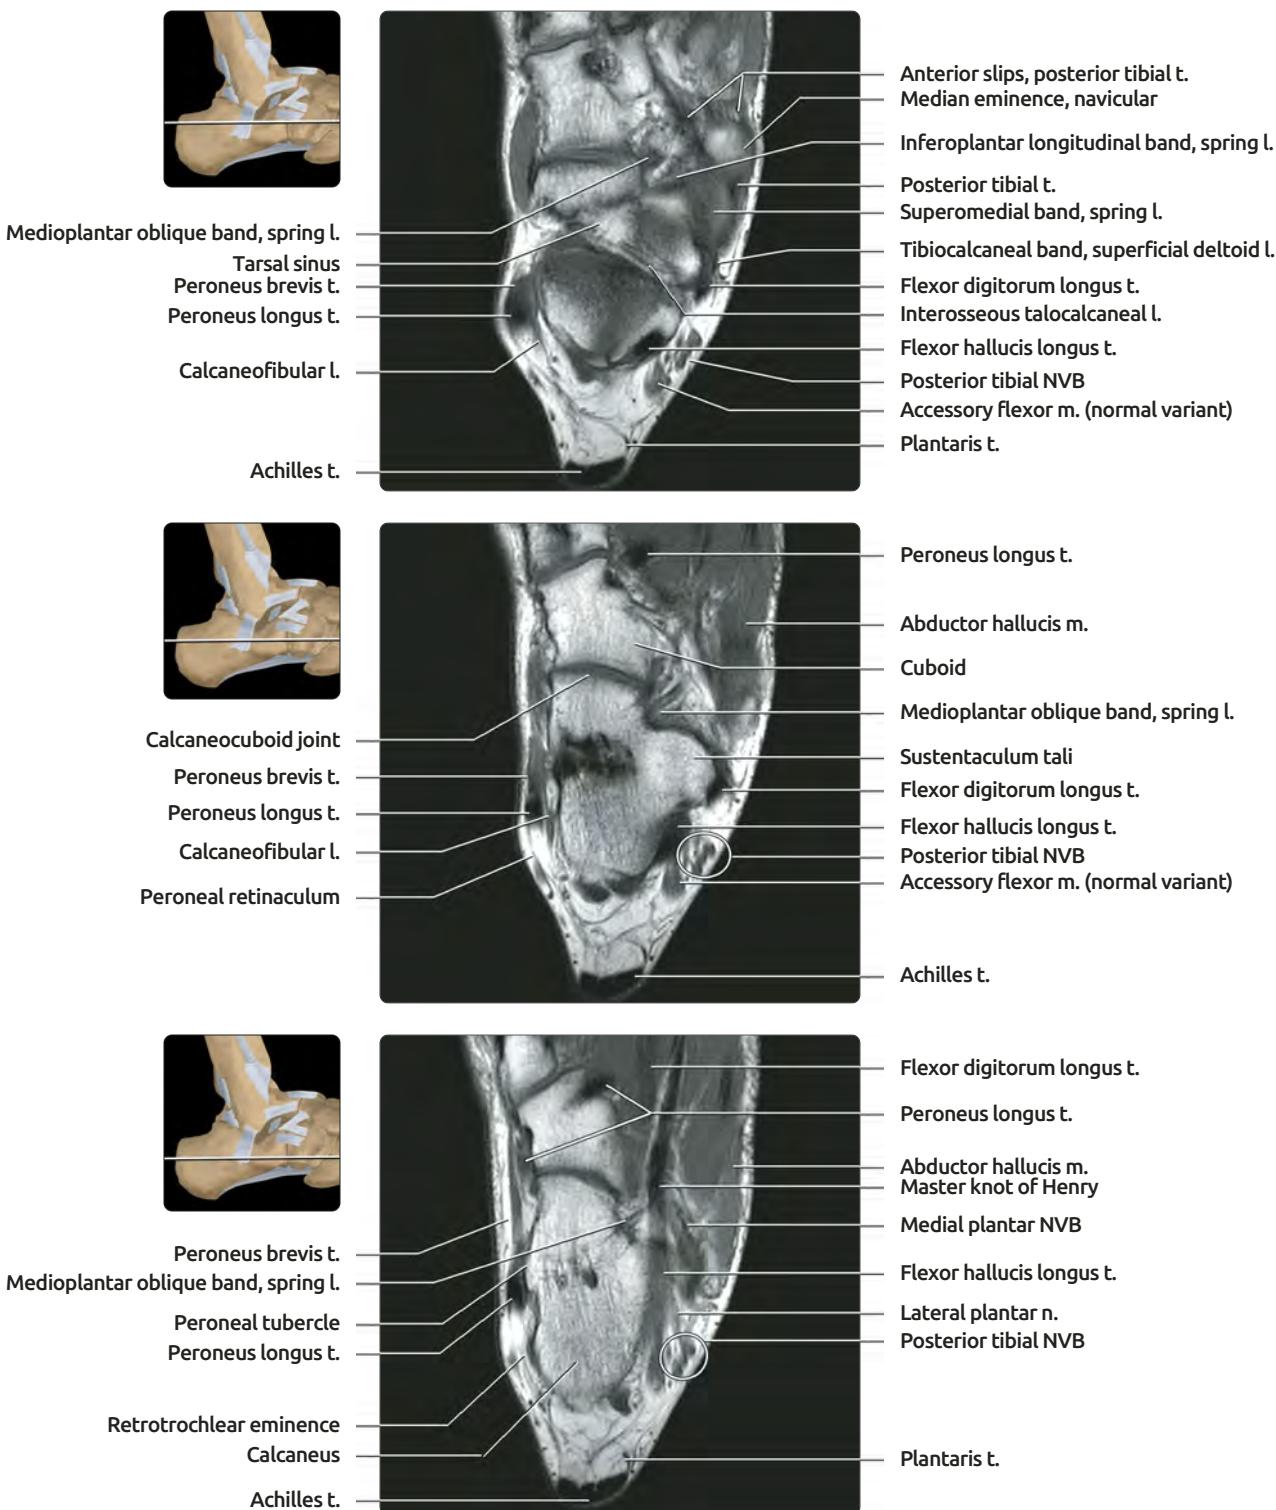 Anterior slips, posterior tibial t.
Median eminence, navicular
Inferoplantar longitudinal band, spring l.
Posterior tibial t.
Superomedial band, spring l.
Medioplantar oblique band, spring l.
Tibiocalcaneal band, superficial deltoid l.
Tarsal sinus
Flexor digitorum longus t.
Peroneus brevis t.
Interosseous talocalcaneal l.
Peroneus longus t.
Flexor hallucis longus t.
Calcaneofibular l.
Posterior tibial NVB
Accessory flexor m. (normal variant)
Plantaris t.
Achilles t.
Peroneus longus t.
Abductor hallucis m.
Cuboid
Medioplantar oblique band, spring l.
Calcaneocuboid joint
Sustentaculum tali
Peroneus brevis t.
Flexor digitorum longus t.
Peroneus longus t.
Flexor hallucis longus t.
Calcaneofibular l.
Posterior tibial NVB
Accessory flexor m. (normal variant)
Peroneal retinaculum
Achilles t.
Flexor digitorum longus t.
Peroneus longus t.
Abductor hallucis m.
Master knot of Henry
Medial plantar NVB
Peroneus brevis t.
Flexor hallucis longus t.
Medioplantar oblique band, spring l.
Lateral plantar n.
Peroneal tubercle
Posterior tibial NVB
Peroneus longus t.
Retrotrochlear eminence
Calcaneus
Plantaris t.
Achilles t.